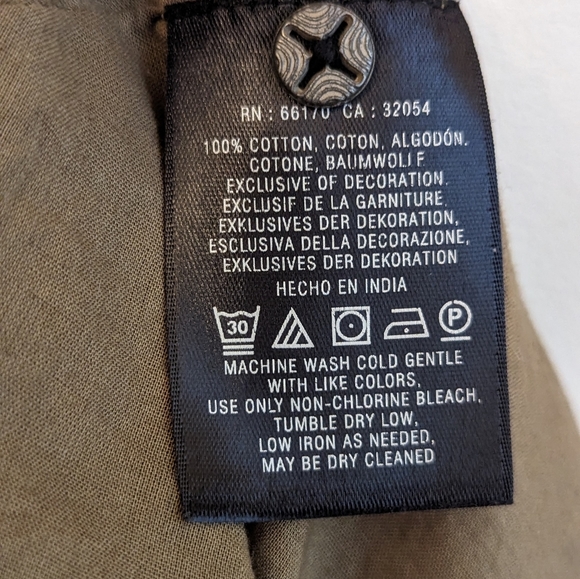 RN : 66170 CA : 32054
100% COTTON, COTON, ALGODÓN.
COTONE, BAUMWOLLE
EXCLUSIVE OF DECORATION.
EXCLUSIF DE LA GARNITURE
EXKLUSIVES DER DEKORATION,
ESCLUSIVA DELLA DECORAZIONE,
EXKLUSIVES DER DEKORATION
HECHO EN INDIA
30 P
MACHINE WASH COLD GENTLE
WITH LIKE COLORS,
USE ONLY NON-CHLORINE BLEACH.
TUMBLE DRY LOW,
LOW IRON AS NEEDED,
MAY BE DRY CLEANED